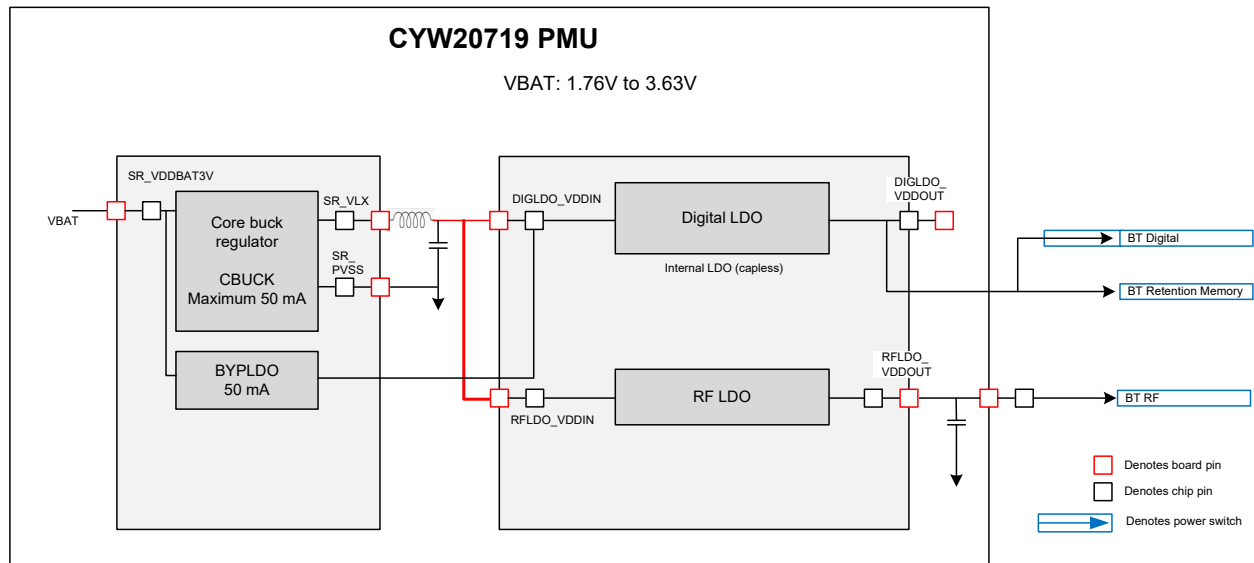 CYW20719 PMU
VBAT: 1.76V to 3.63V
SR_VDDBAT3V
VBAT
Core buck
regulator
CBUCK
Maximum 50 mA
SR_VLX
SR_
PVSS
BYPLDO
50 mA
DIGLDO_VDDIN
Digital LDO
Internal LDO (capless)
DIGLDO_
VDDOUT
RFLDO_VDDIN
RF LDO
RFLDO_
VDDOUT
BT Digital
BT Retention Memory
BT RF
Denotes board pin
Denotes chip pin
Denotes power switch